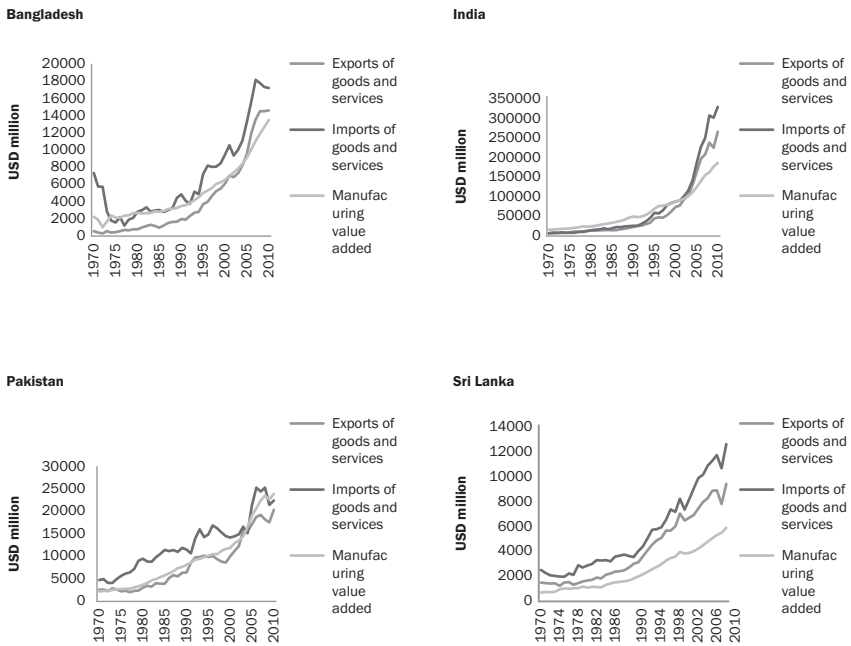 Bangladesh
USD million
20000
18000
16000
14000
12000
10000
8000
6000
4000
2000
0
1970
1975
1980
1985
1990
1995
2000
2005
2010
Exports of
goods and
services
Imports of
goods and
services
Manufac
uring
value
added
India
USD million
350000
300000
250000
200000
150000
100000
50000
0
1970
1975
1980
1985
1990
1995
2000
2005
2010
Exports of
goods and
services
Imports of
goods and
services
Manufac
uring
value
added
Pakistan
USD million
30000
25000
20000
15000
10000
5000
0
1970
1975
1980
1985
1990
1995
2000
2005
2010
Exports of
goods and
services
Imports of
goods and
services
Manufac
uring
value
added
Sri Lanka
USD million
14000
12000
10000
8000
6000
4000
2000
0
1970
1974
1978
1982
1986
1990
1994
1998
2002
2006
2010
Exports of
goods and
services
Imports of
goods and
services
Manufac
uring
value
added